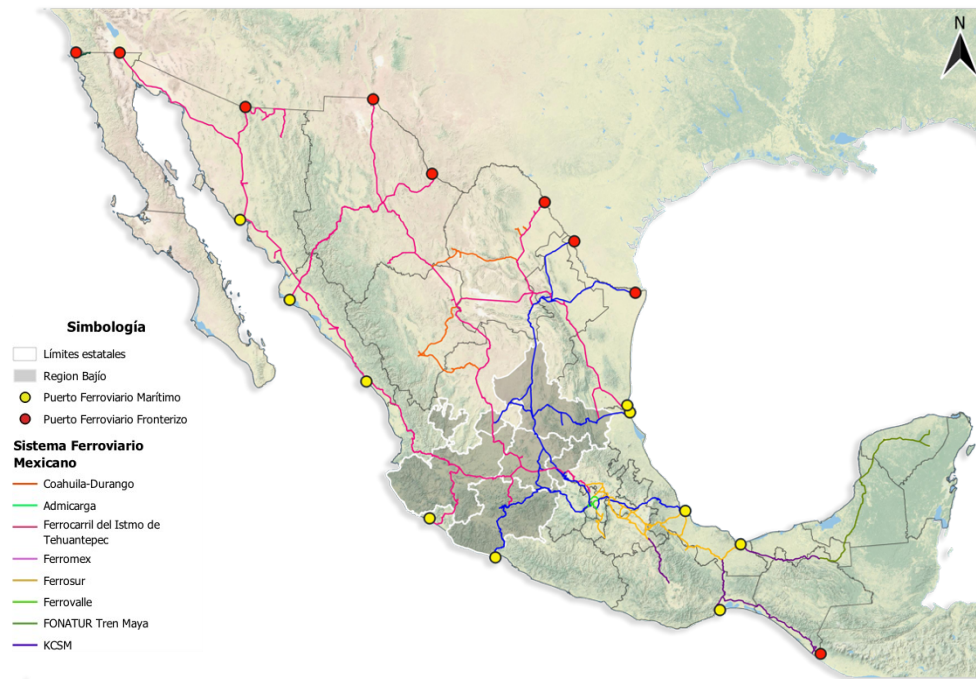 N
Simbología
Límites estatales
Region Bajío
Puerto Ferroviario Marítimo
Puerto Ferroviario Fronterizo
Sistema Ferroviario
Mexicano
Coahuila-Durango
Admicarga
Ferrocarril del Istmo de
Tehuantepec
Ferromex
Ferrosur
Ferrovalle
FONATUR Tren Maya
KCSM